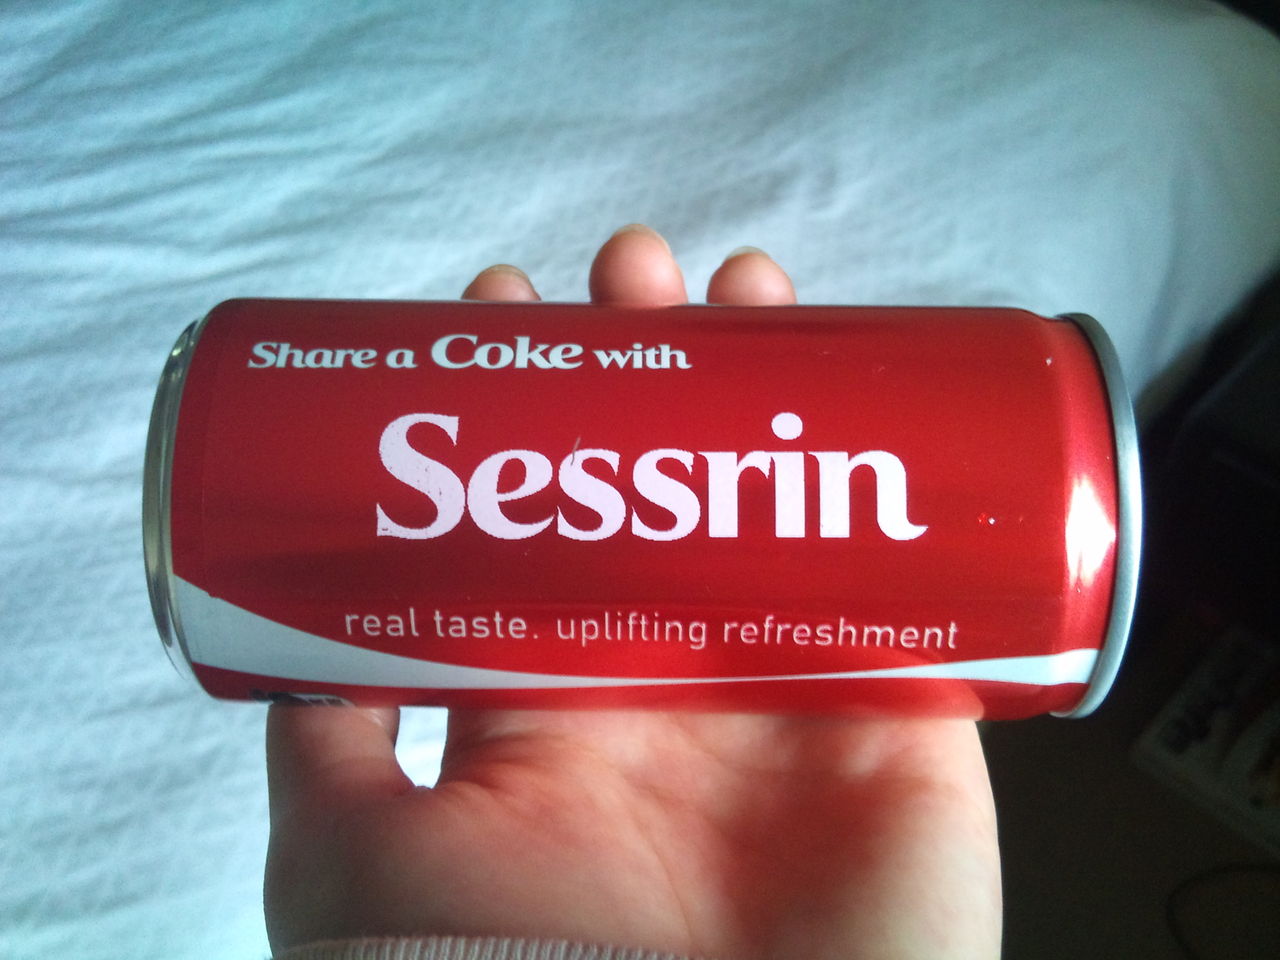 Share a Coke with
Sessrin
real taste. uplifting refreshment